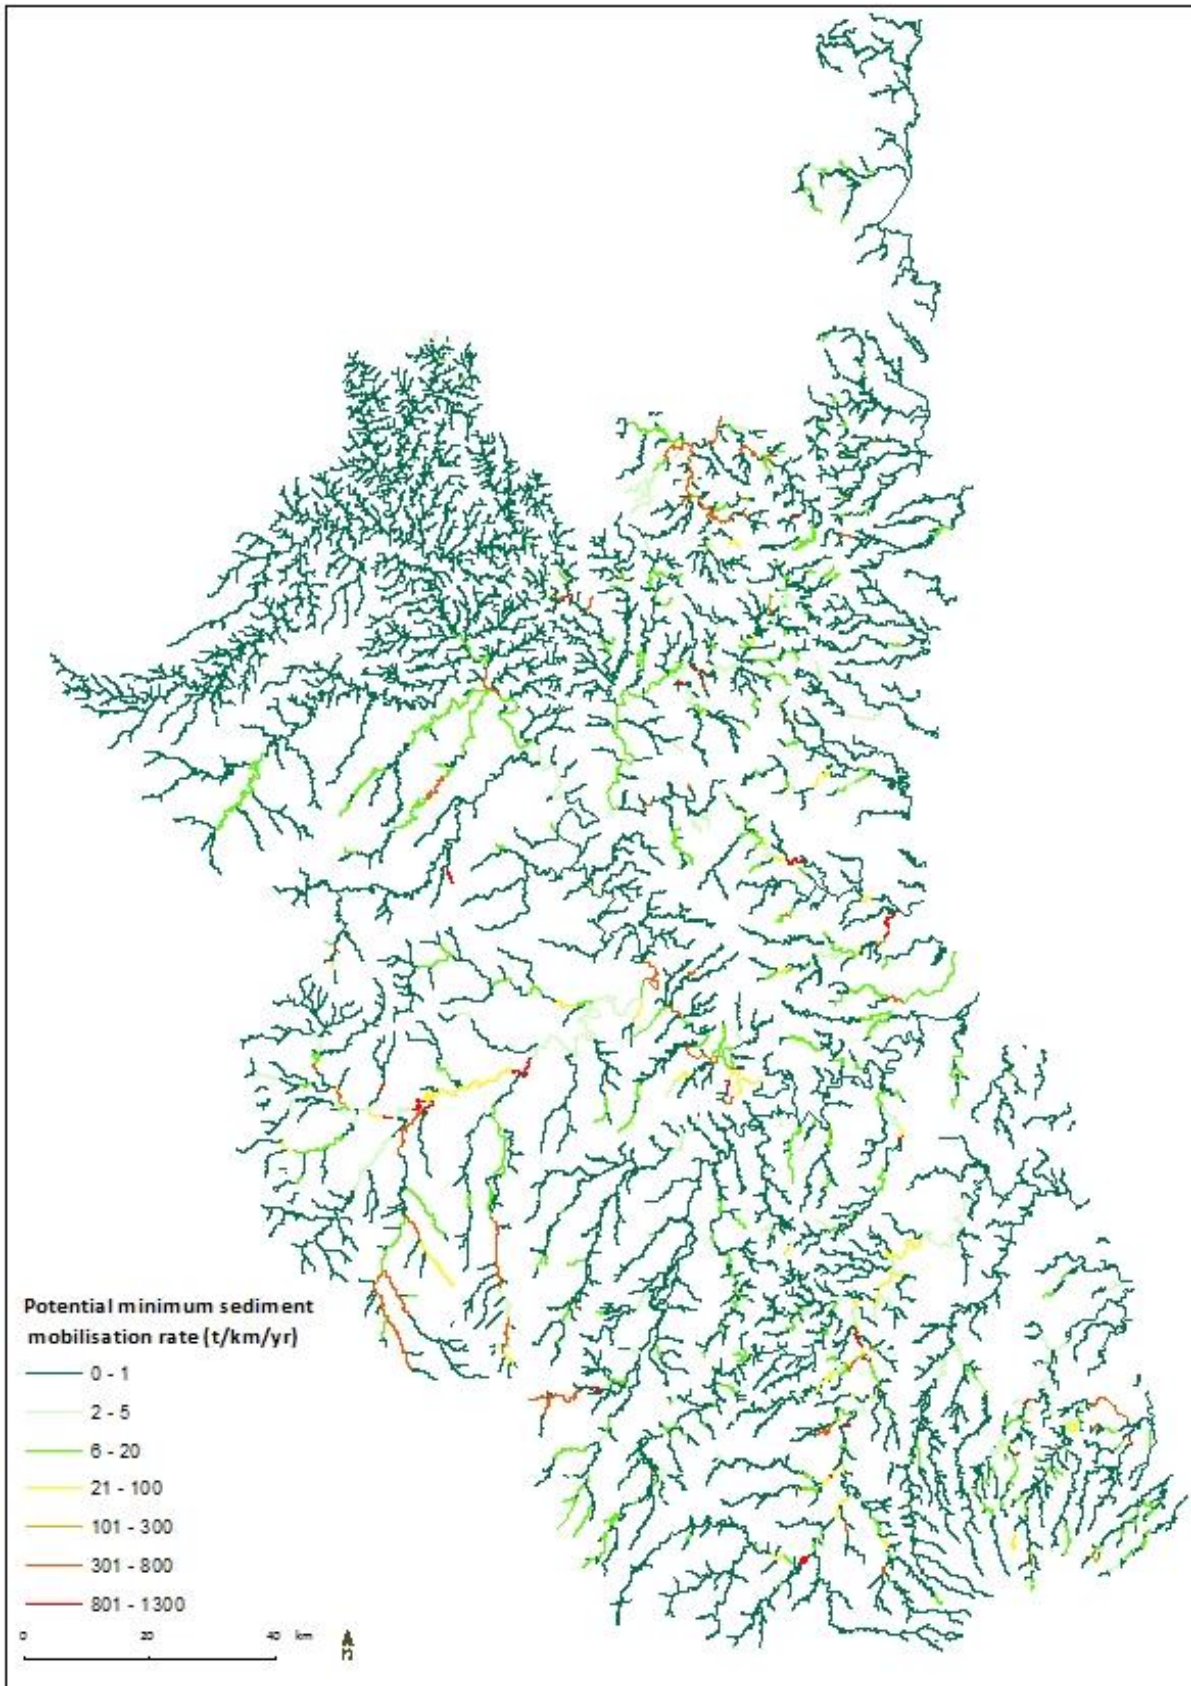 Potential minimum sediment
mobilisation rate (t/km/yr)
0 - 1
2 - 5
6 - 20
21 - 100
101 - 300
301 - 800
801 - 1300
0 20 40 km